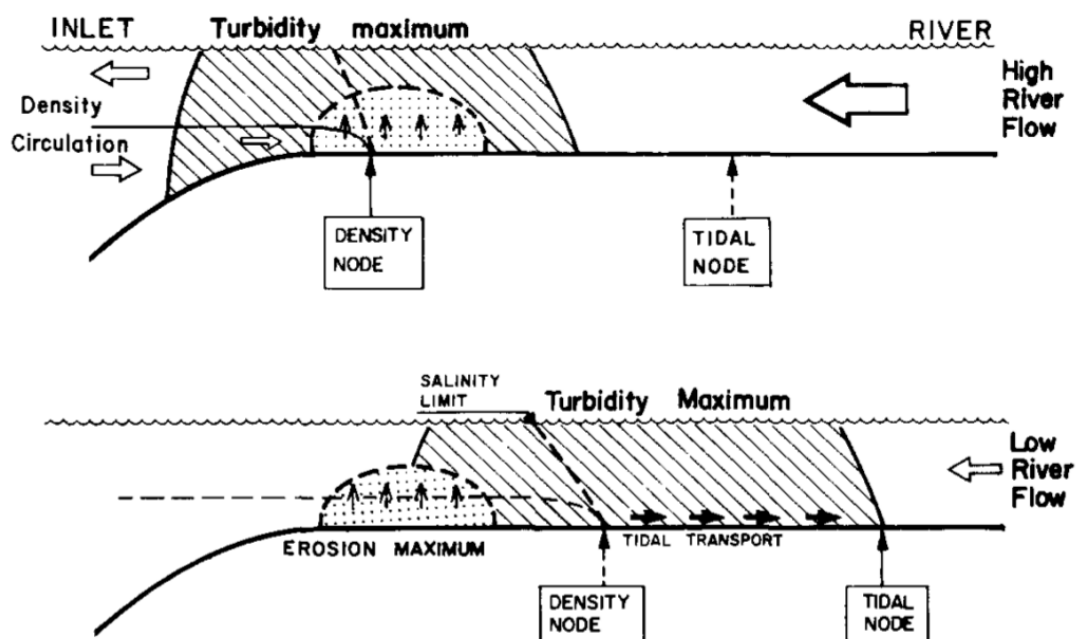 INLET
Turbidity maximum
RIVER
High
River
Flow
Density
Circulation
DENSITY
NODE
TIDAL
NODE
SALINITY
LIMIT
Turbidity Maximum
Low
River
Flow
EROSION MAXIMUM
TIDAL TRANSPORT
DENSITY
NODE
TIDAL
NODE